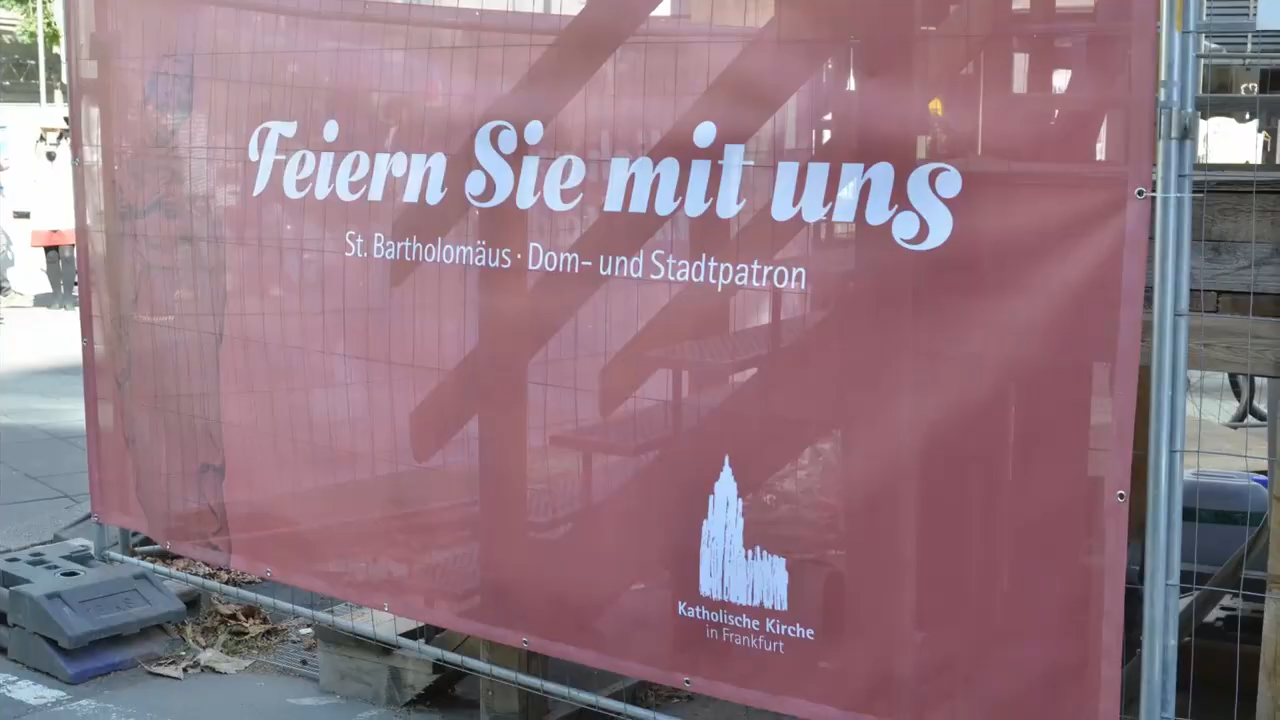 Feiern Sie mit uns
St. Bartholomäus · Dom- und Stadtpatron
Katholische Kirche
in Frankfurt